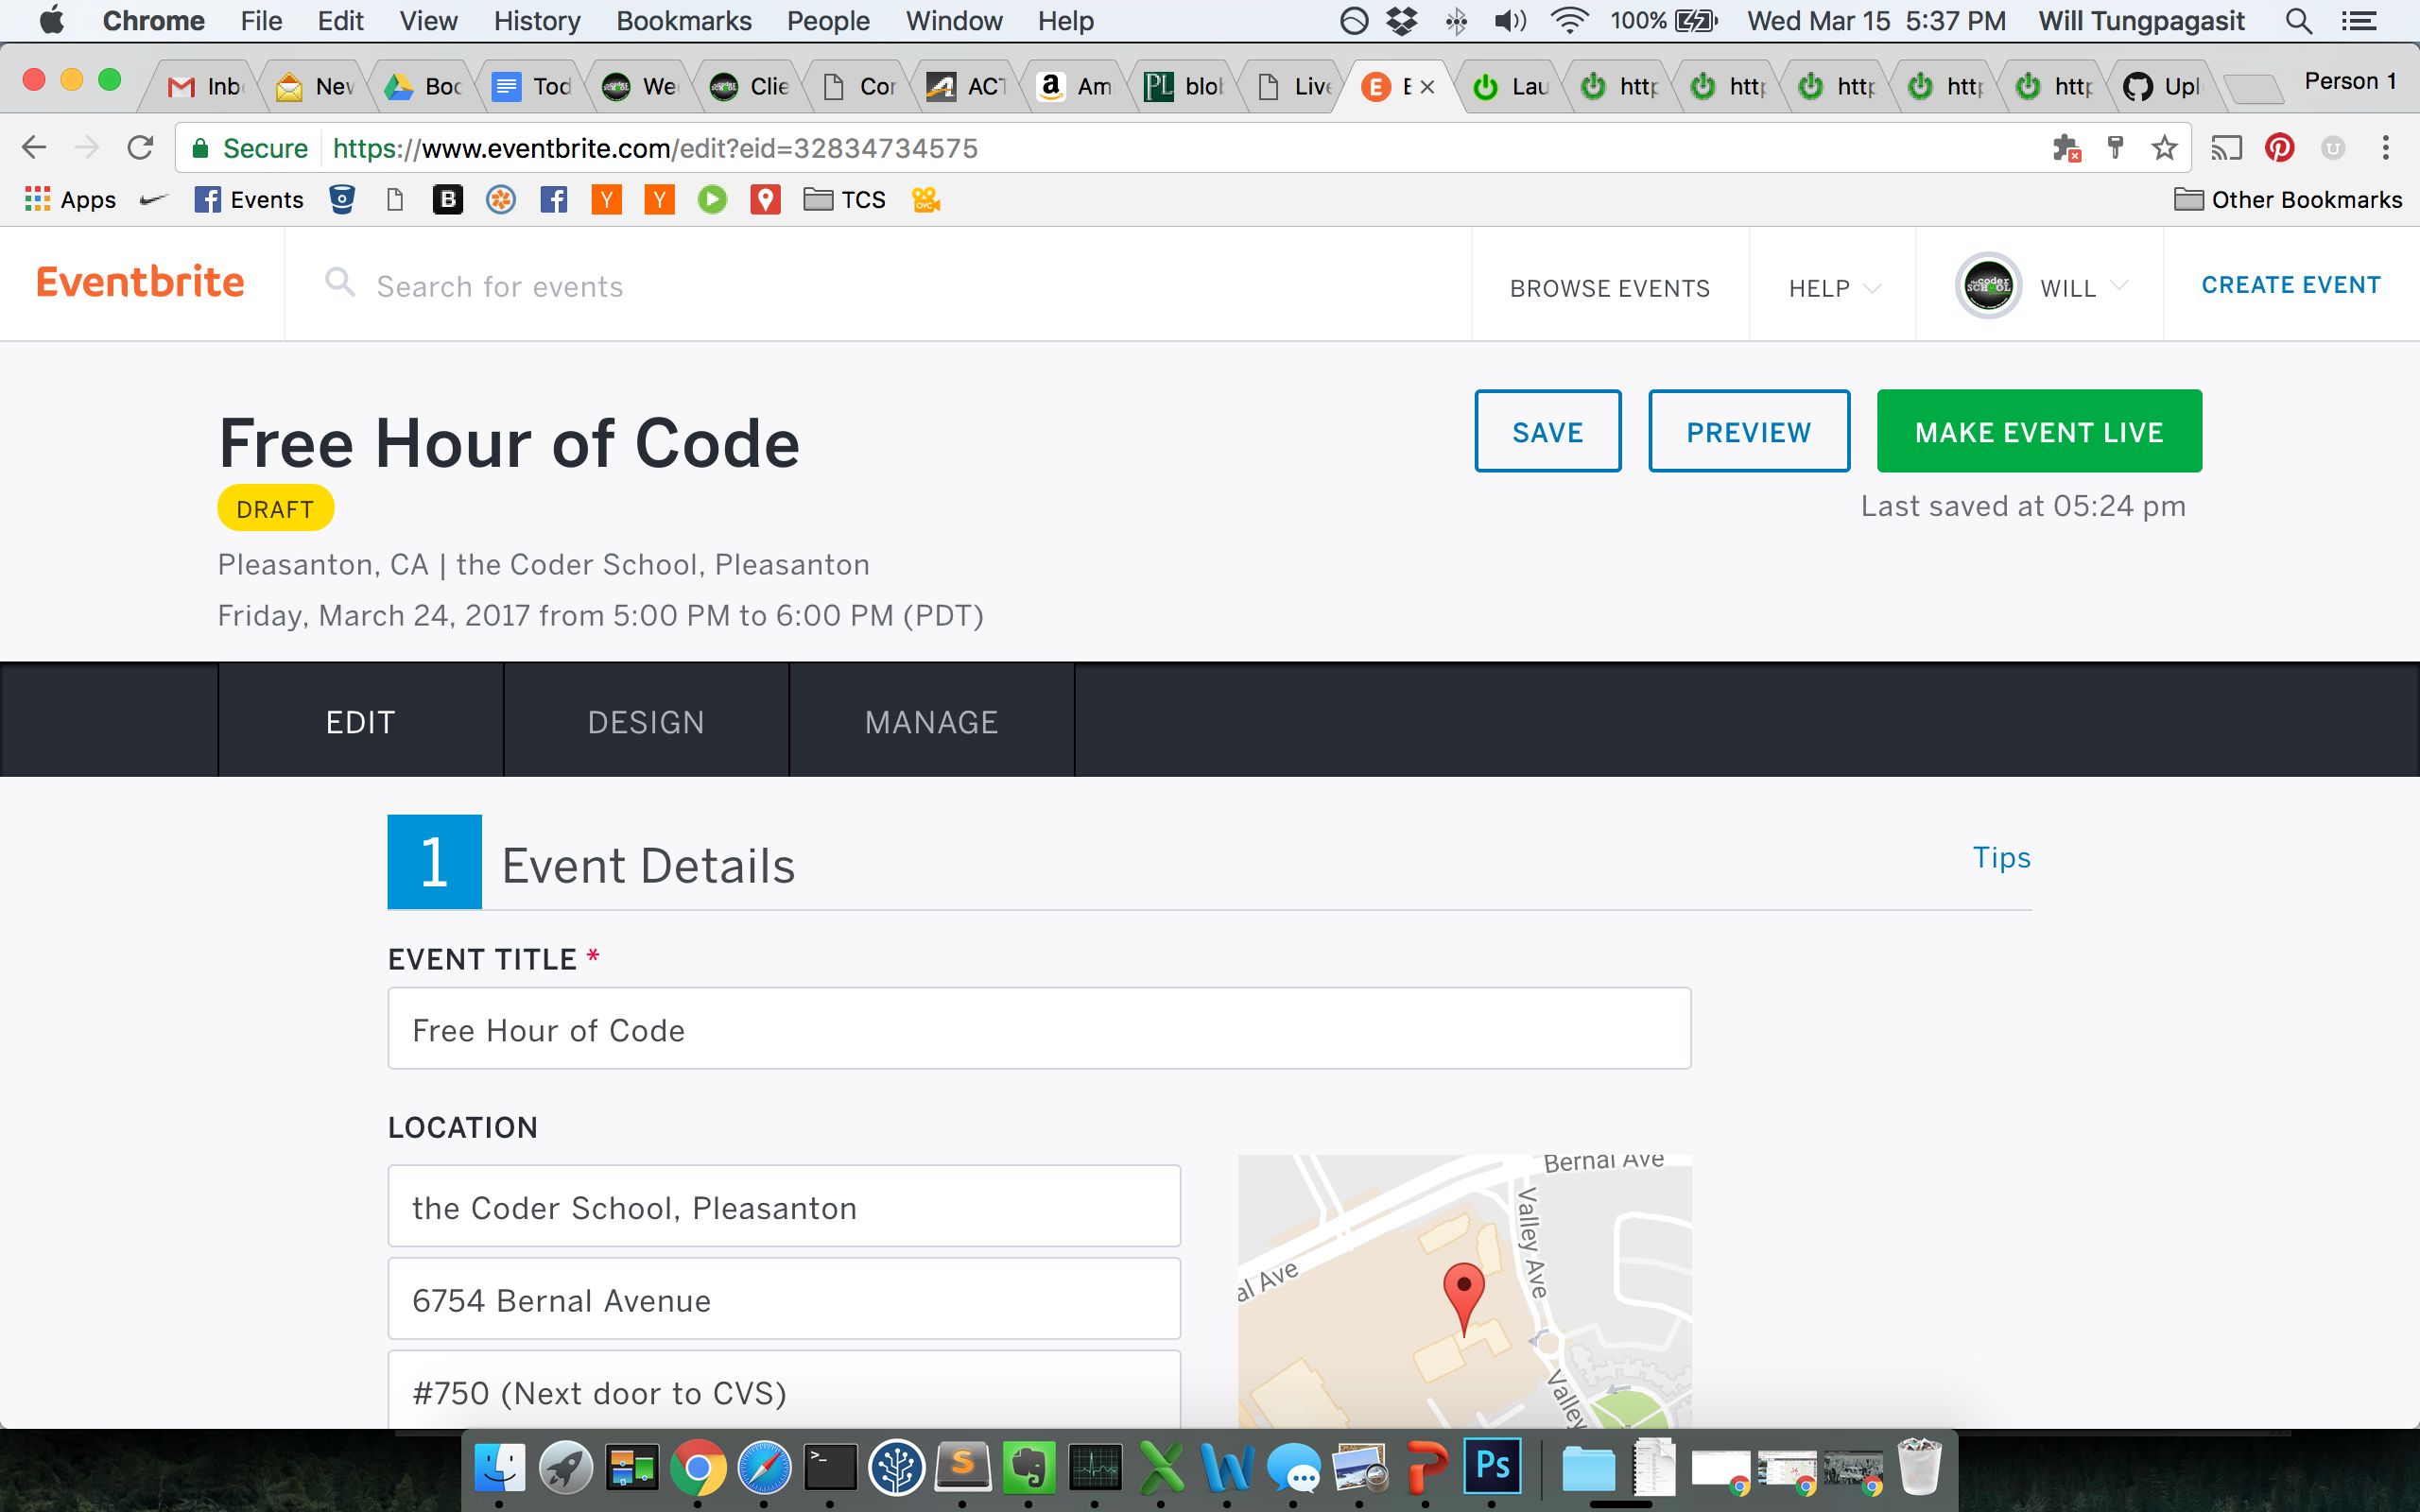 Chrome File Edit View History Bookmarks People Window Help 100% Wed Mar 15 5:37 PM Will Tungpagasit
Inb New Boo Tod We Clie Cor ACT a Am PL blo Live E Lau http http http http http Upl Person 1
Secure https://www.eventbrite.com/edit?eid=32834734575
Apps Events B Y Y TCS Other Bookmarks
Eventbrite Search for events BROWSE EVENTS HELP the coder SCHOOL WILL CREATE EVENT
Free Hour of Code SAVE PREVIEW MAKE EVENT LIVE
DRAFT Last saved at 05:24 pm
Pleasanton, CA | the Coder School, Pleasanton
Friday, March 24, 2017 from 5:00 PM to 6:00 PM (PDT)
EDIT DESIGN MANAGE
1 Event Details Tips
EVENT TITLE *
Free Hour of Code
LOCATION
the Coder School, Pleasanton
6754 Bernal Avenue
#750 (Next door to CVS)
Bernal Ave
Valley Ave
al Ave
Valley
Ps